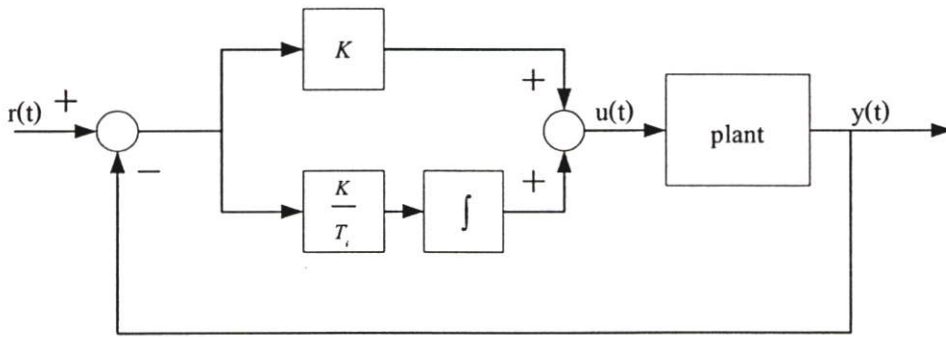 K
+
r(t) +
u(t)
plant
y(t)
−
+
K
T_i
∫